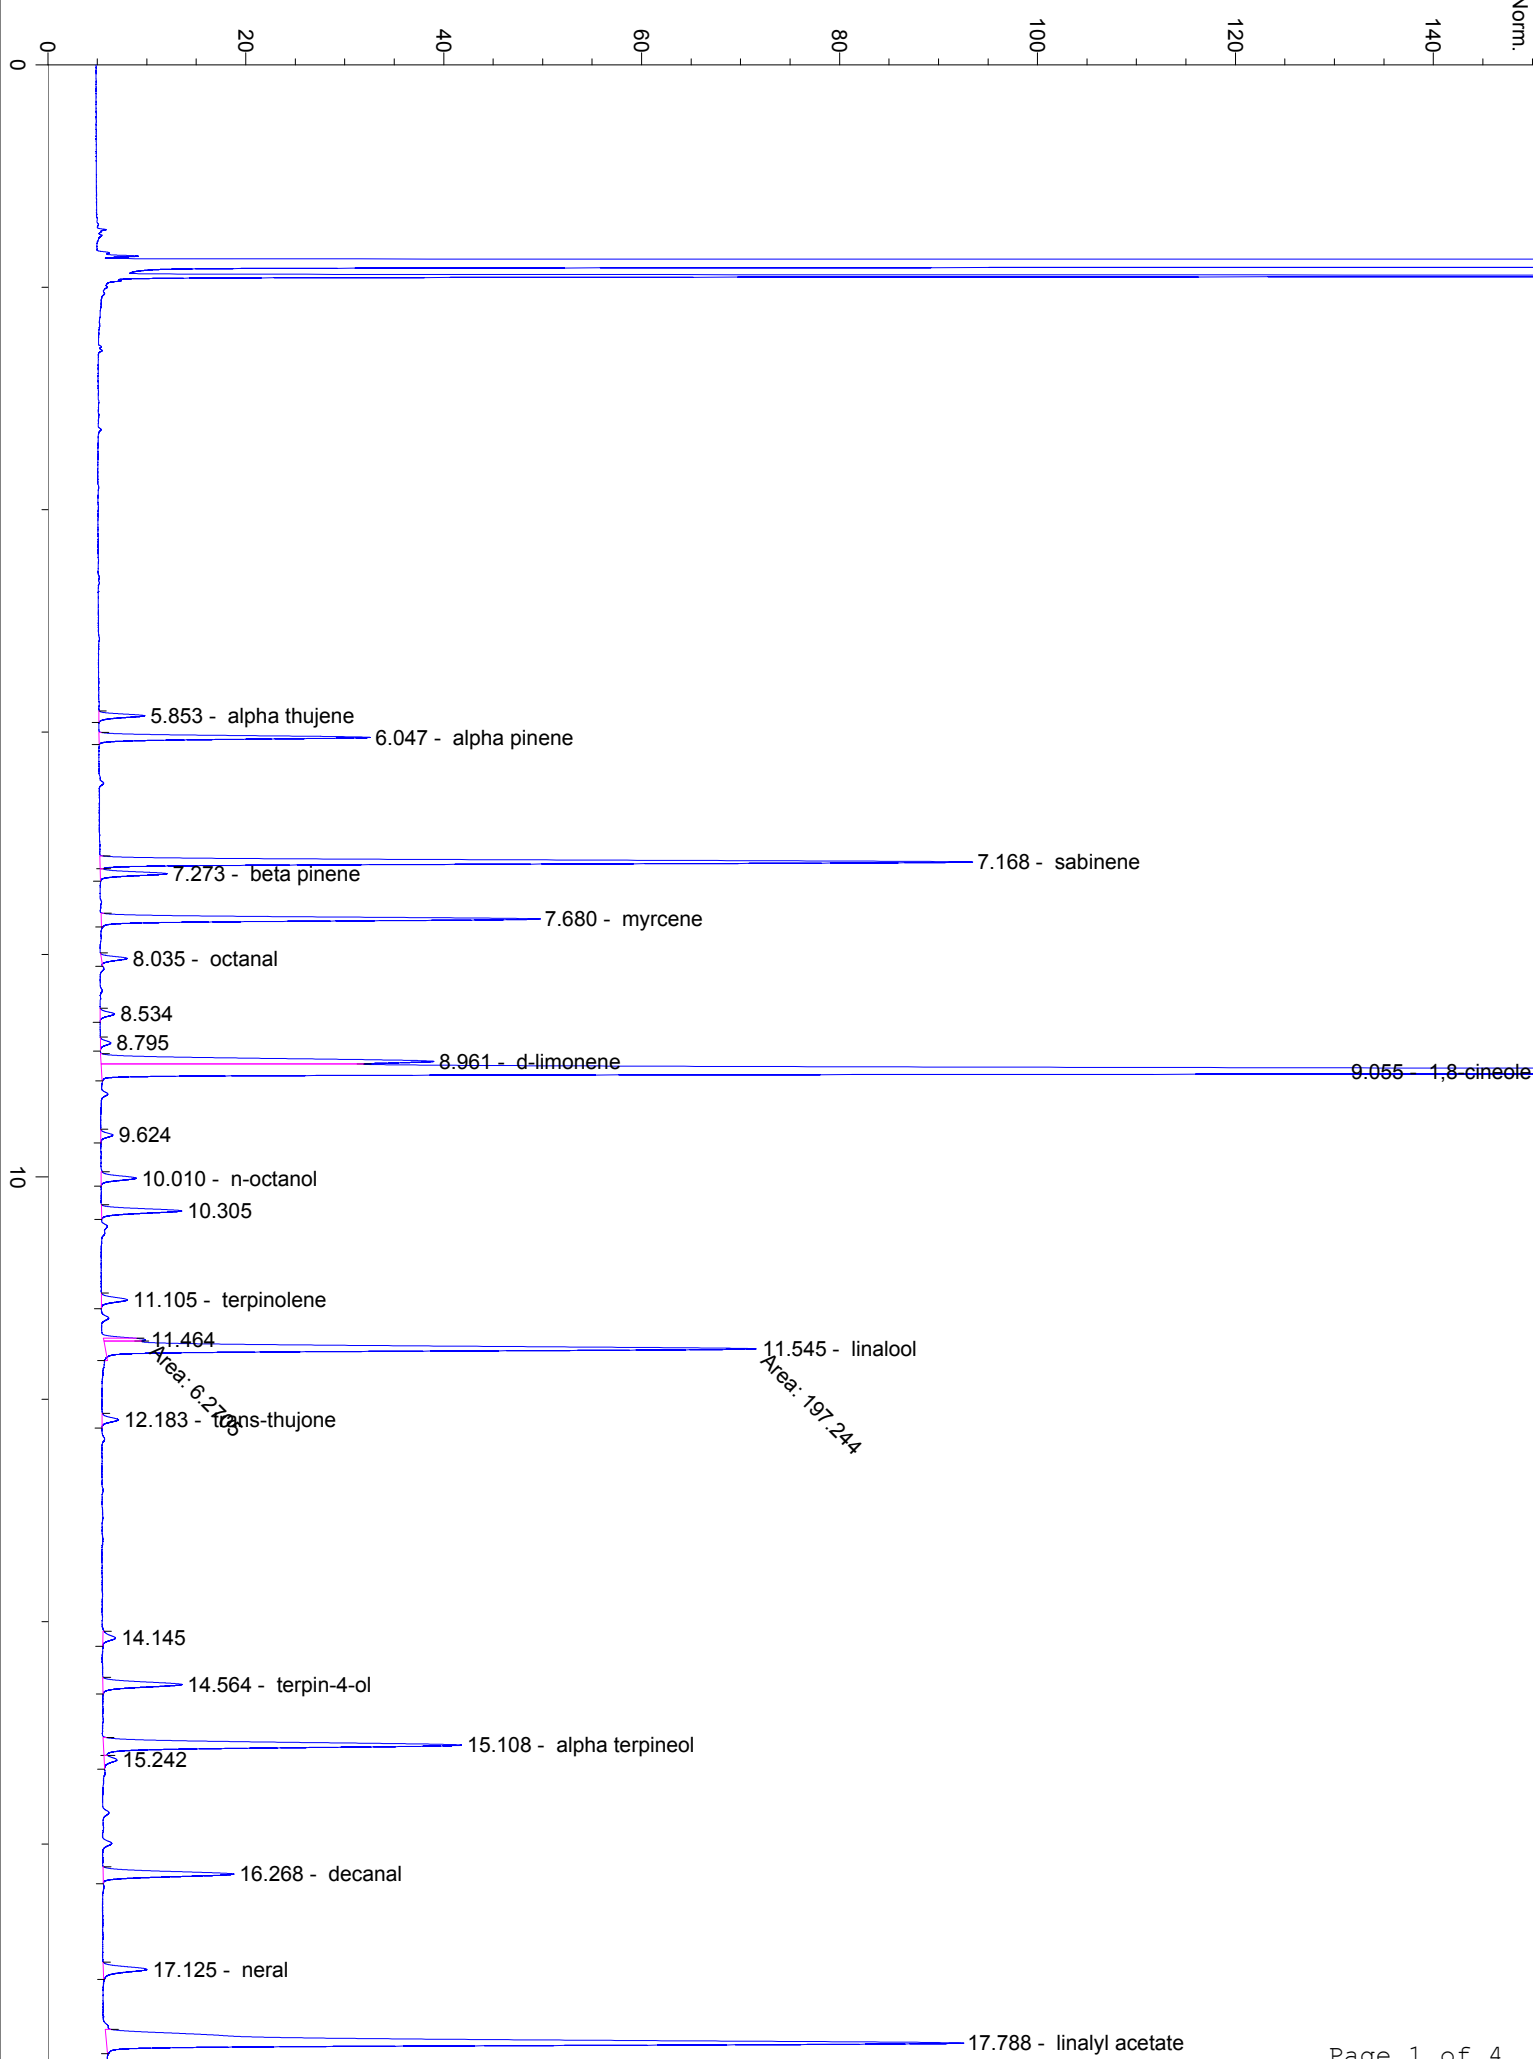 Norm.
0
20
40
60
80
100
120
140
0
5.853 - alpha thujene
6.047 - alpha pinene
7.168 - sabinene
7.273 - beta pinene
7.680 - myrcene
8.035 - octanal
8.534
8.795
8.961 - d-limonene
9.055 - 1,8-cineole
9.624
10
10.010 - n-octanol
10.305
11.105 - terpinolene
11.464
Area: 6.2705
11.545 - linalool
Area: 197.244
12.183 - trans-thujone
14.145
14.564 - terpin-4-ol
15.108 - alpha terpineol
15.242
16.268 - decanal
17.125 - neral
17.788 - linalyl acetate
Page 1 of 4